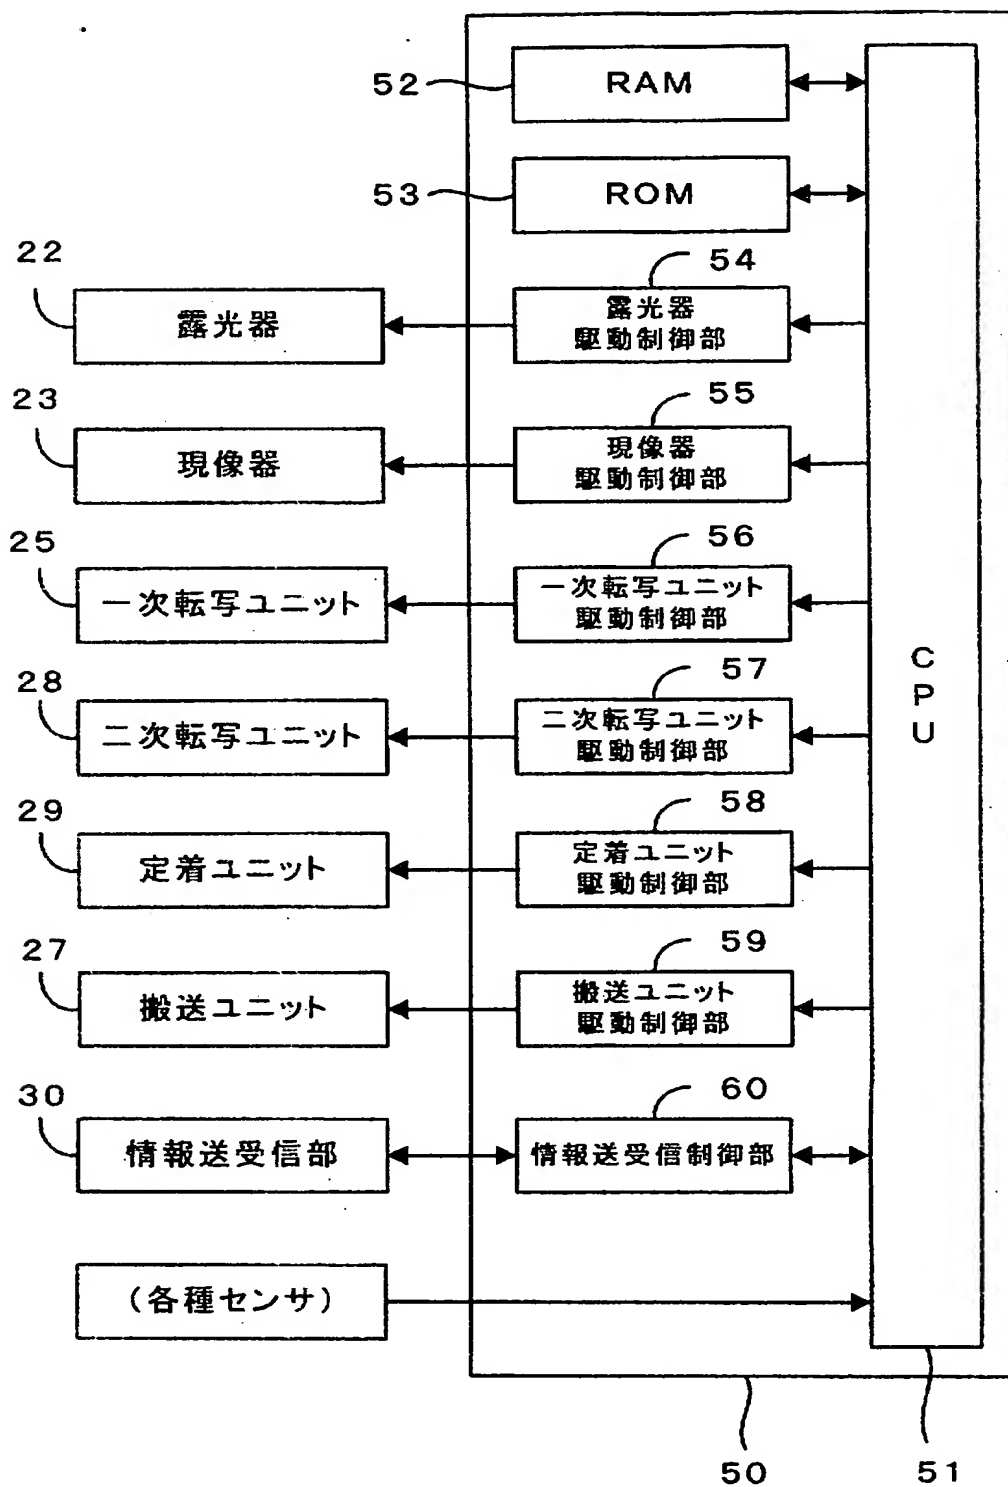 52
RAM
53
ROM
22
露光器
54
露光器
駆動制御部
23
現像器
55
現像器
駆動制御部
25
一次転写ユニット
56
一次転写ユニット
駆動制御部
28
二次転写ユニット
57
二次転写ユニット
駆動制御部
29
定着ユニット
58
定着ユニット
駆動制御部
27
搬送ユニット
59
搬送ユニット
駆動制御部
30
情報送受信部
60
情報送受信制御部
(各種センサ)
CPU
50
51